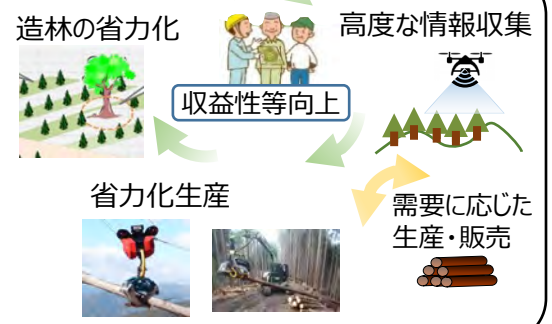 造林の省力化
高度な情報収集
収益性等向上
省力化生産
需要に応じた
生産・販売